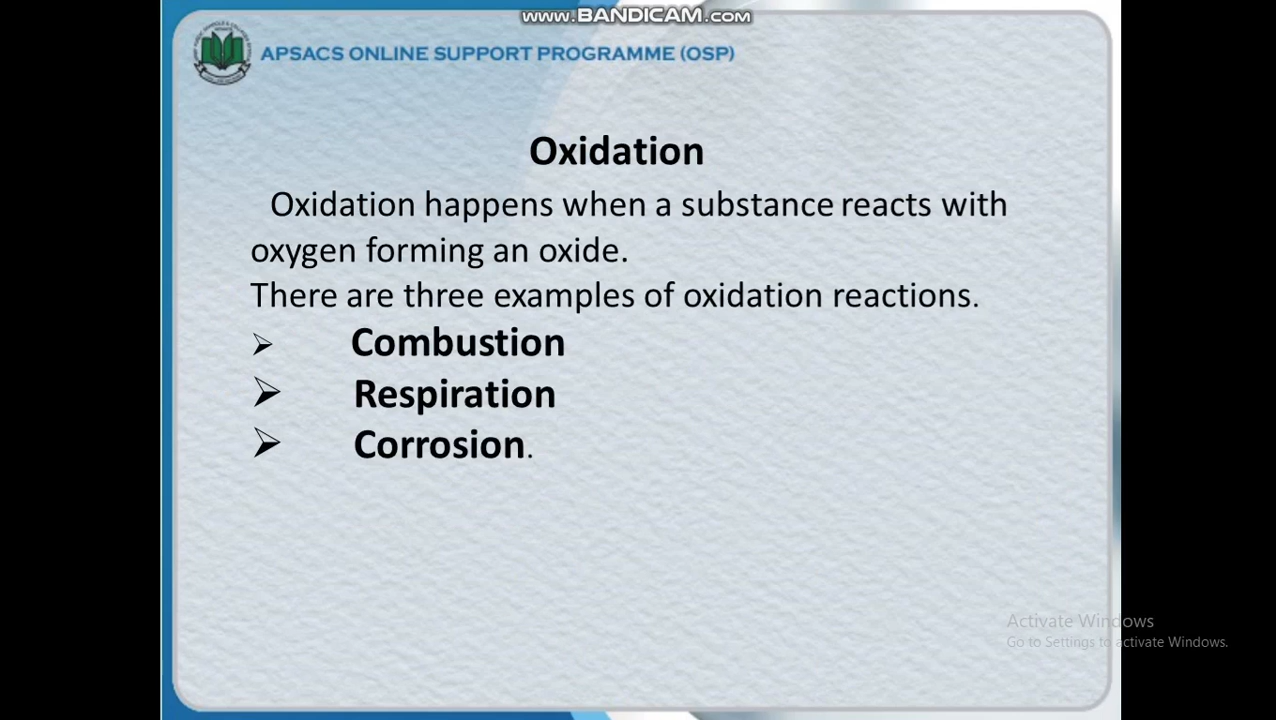 www.BANDICAM.com
APSACS ONLINE SUPPORT PROGRAMME (OSP)
Oxidation
Oxidation happens when a substance reacts with
oxygen forming an oxide.
There are three examples of oxidation reactions.
➢ Combustion
➢ Respiration
➢ Corrosion.
Activate Windows
Go to Settings to activate Windows.